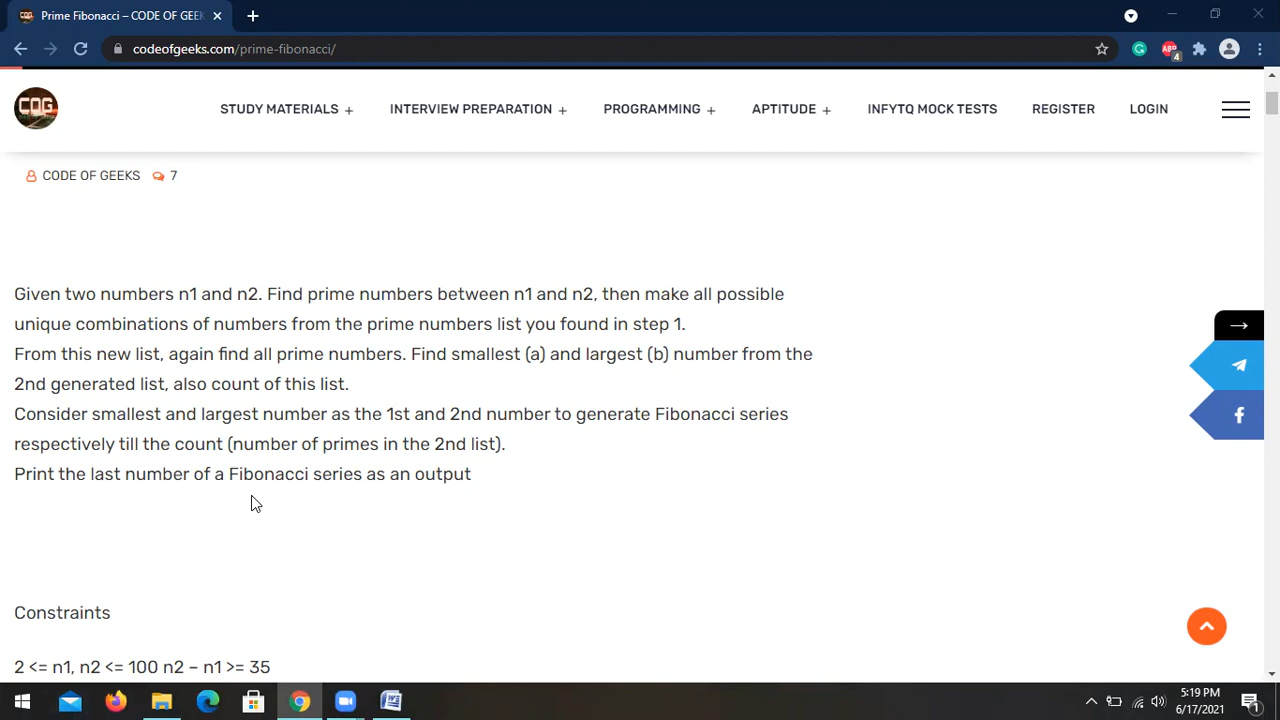 Prime Fibonacci – CODE OF GEEK
codeofgeeks.com/prime-fibonacci/
ABP
4
COG
STUDY MATERIALS +
INTERVIEW PREPARATION +
PROGRAMMING +
APTITUDE +
INFYTQ MOCK TESTS
REGISTER
LOGIN
CODE OF GEEKS 7
Given two numbers n1 and n2. Find prime numbers between n1 and n2, then make all possible
unique combinations of numbers from the prime numbers list you found in step 1.
From this new list, again find all prime numbers. Find smallest (a) and largest (b) number from the
2nd generated list, also count of this list.
Consider smallest and largest number as the 1st and 2nd number to generate Fibonacci series
respectively till the count (number of primes in the 2nd list).
Print the last number of a Fibonacci series as an output
Constraints
2 <= n1, n2 <= 100 n2 – n1 >= 35
5:19 PM
6/17/2021
1